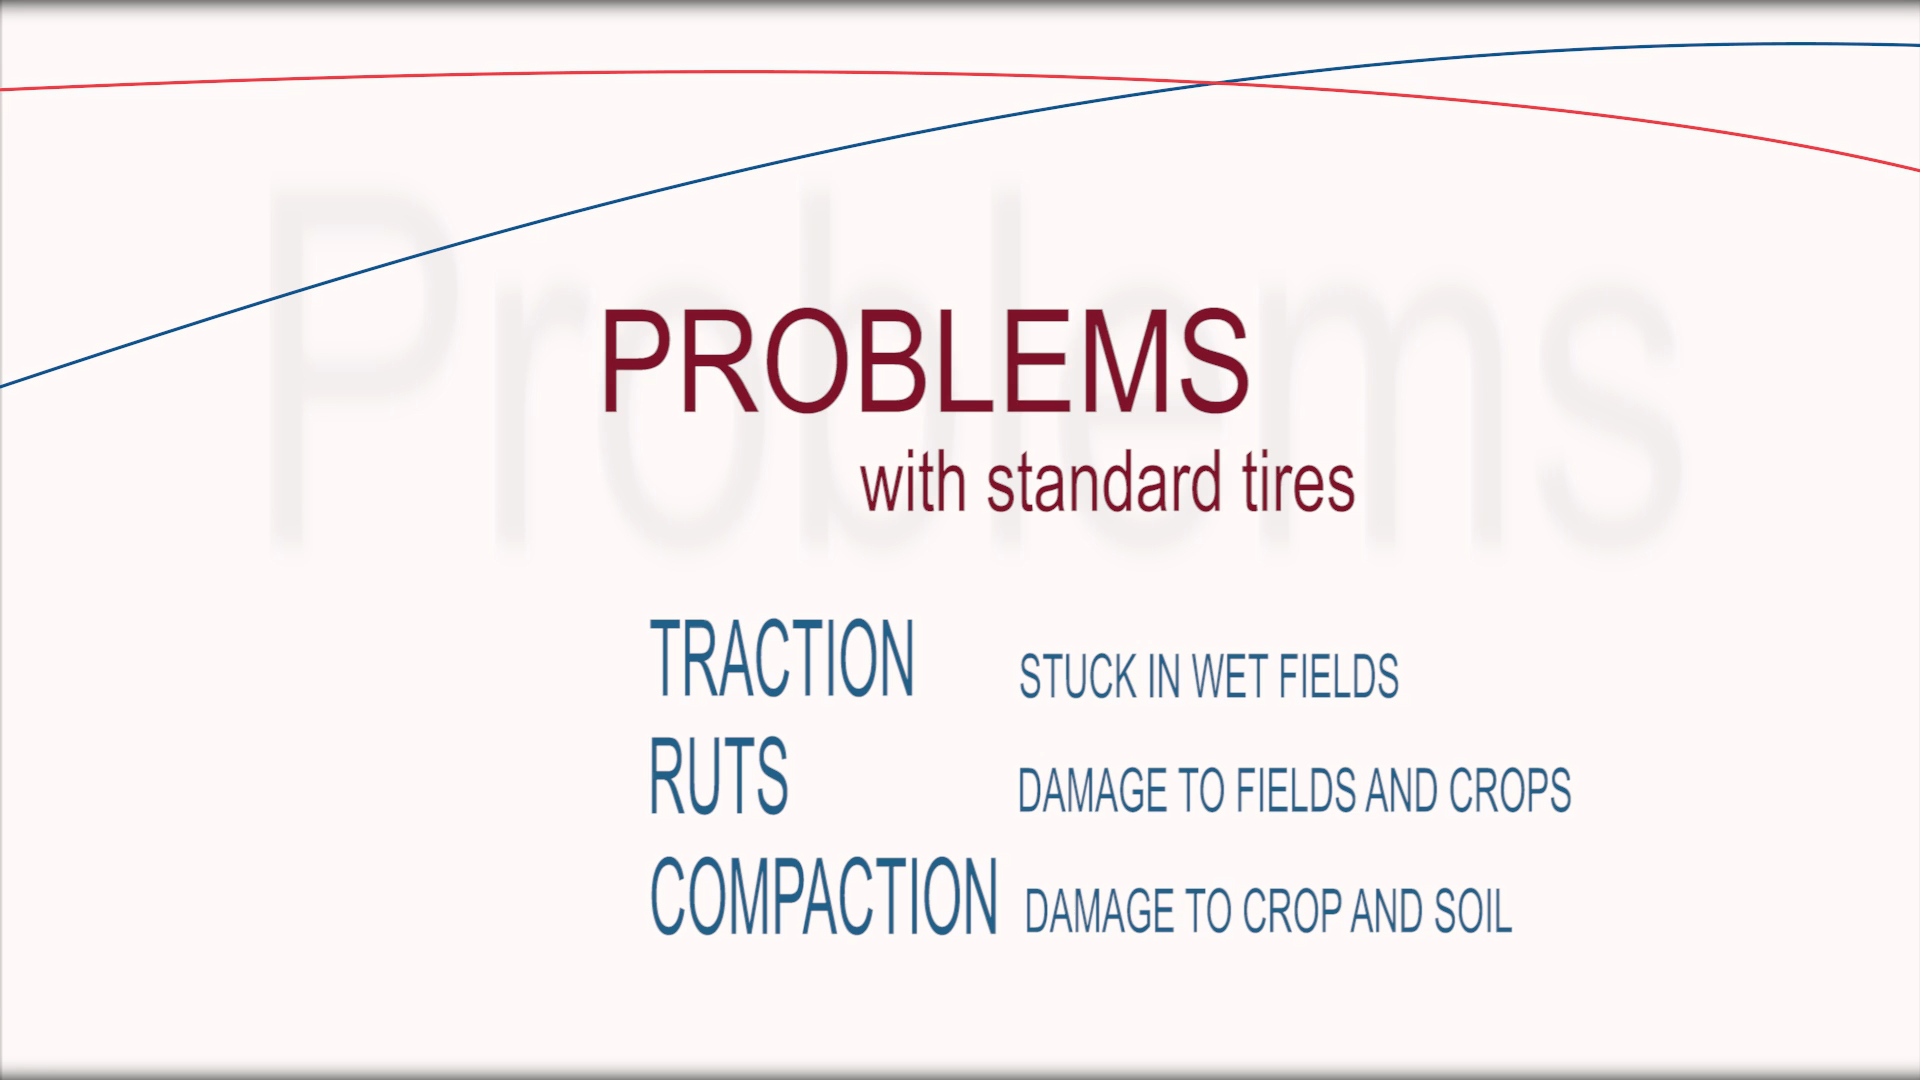 Problems
PROBLEMS
with standard tires
TRACTION STUCK IN WET FIELDS
RUTS DAMAGE TO FIELDS AND CROPS
COMPACTION DAMAGE TO CROP AND SOIL